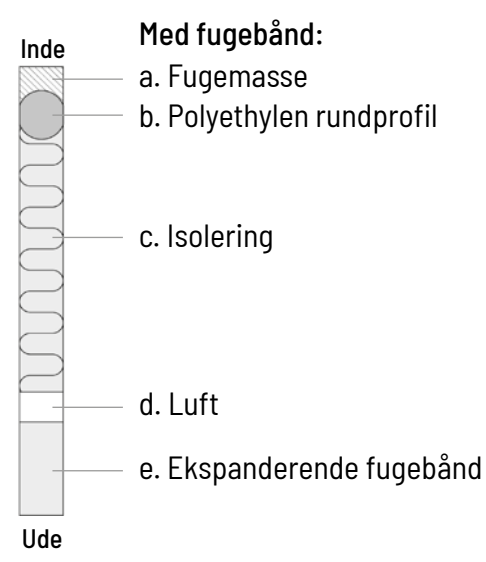 Med fugebånd:
Inde
a. Fugemasse
b. Polyethylen rundprofil
c. Isolering
d. Luft
e. Ekspanderende fugebånd
Ude